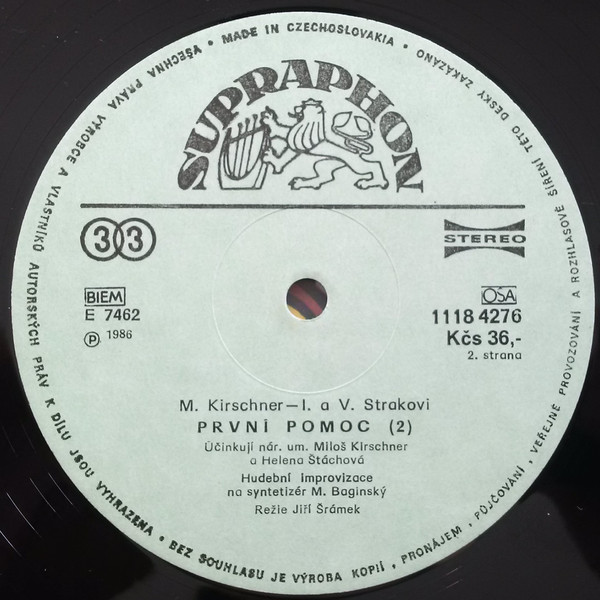 SUPRAPHON
33
STEREO
BIEM
E 7462
Ⓟ 1986
OSA
1118 4276
Kčs 36,-
2. strana
M. Kirschner—I. a V. Strakovi
PRVNÍ POMOC (2)
Účinkují nár. um. Miloš Kirschner
a Helena Štáchová
Hudební improvizace
na syntetizér M. Baginský
Režie Jiří Šrámek
• MADE IN CZECHOSLOVAKIA • VŠECHNA PRÁVA VÝROBCE A VLASTNÍKŮ AUTORSKÝCH PRÁV K DÍLU JSOU VYHRAZENA • BEZ SOUHLASU JE VÝROBA KOPIÍ, PRONÁJEM, PŮJČOVÁNÍ, VEŘEJNÉ PROVOZOVÁNÍ A ROZHLASOVÉ ŠÍŘENÍ TÉTO DESKY ZAKÁZÁNO